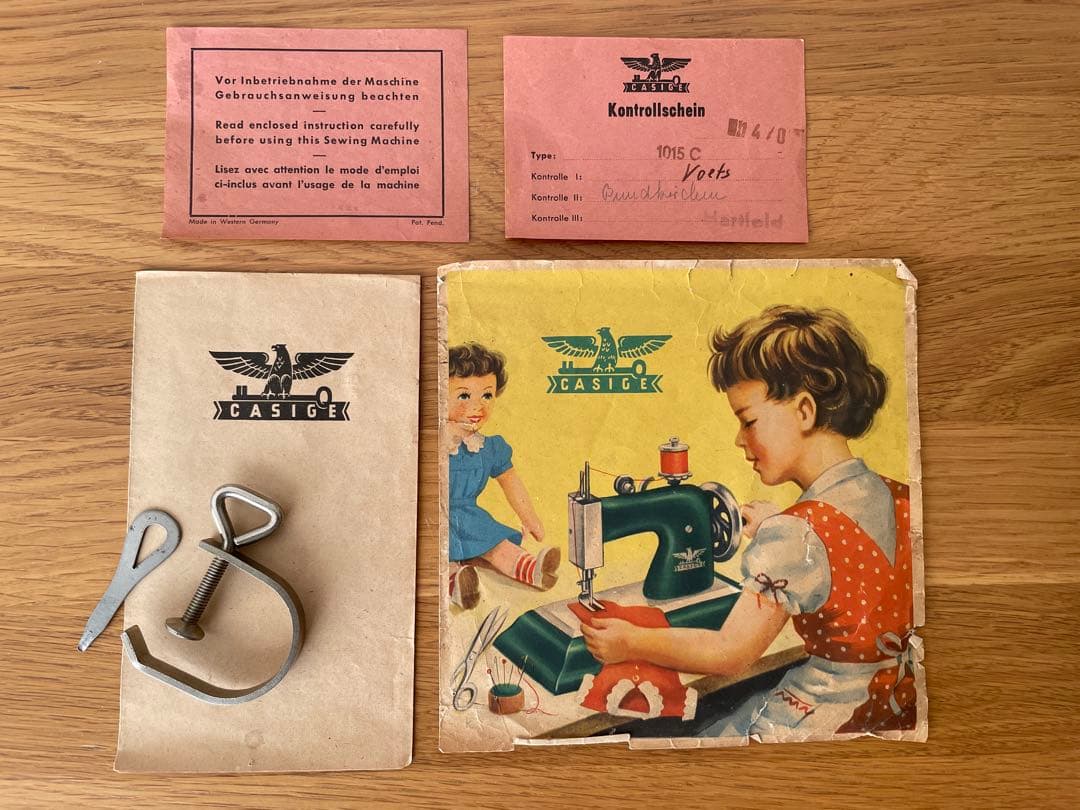 Vor Inbetriebnahme der Maschine
Gebrauchsanweisung beachten
Read enclosed instruction carefully
before using this Sewing Machine
Lisez avec attention le mode d'emploi
ci-inclus avant l'usage de la machine
Made in Western Germany
Pat. Pend.
CASIGE
Kontrollschein
Type: 1015 C
Kontrolle I: Voets
Kontrolle II:
Kontrolle III:
CASIGE
CASIGE
CASIGE